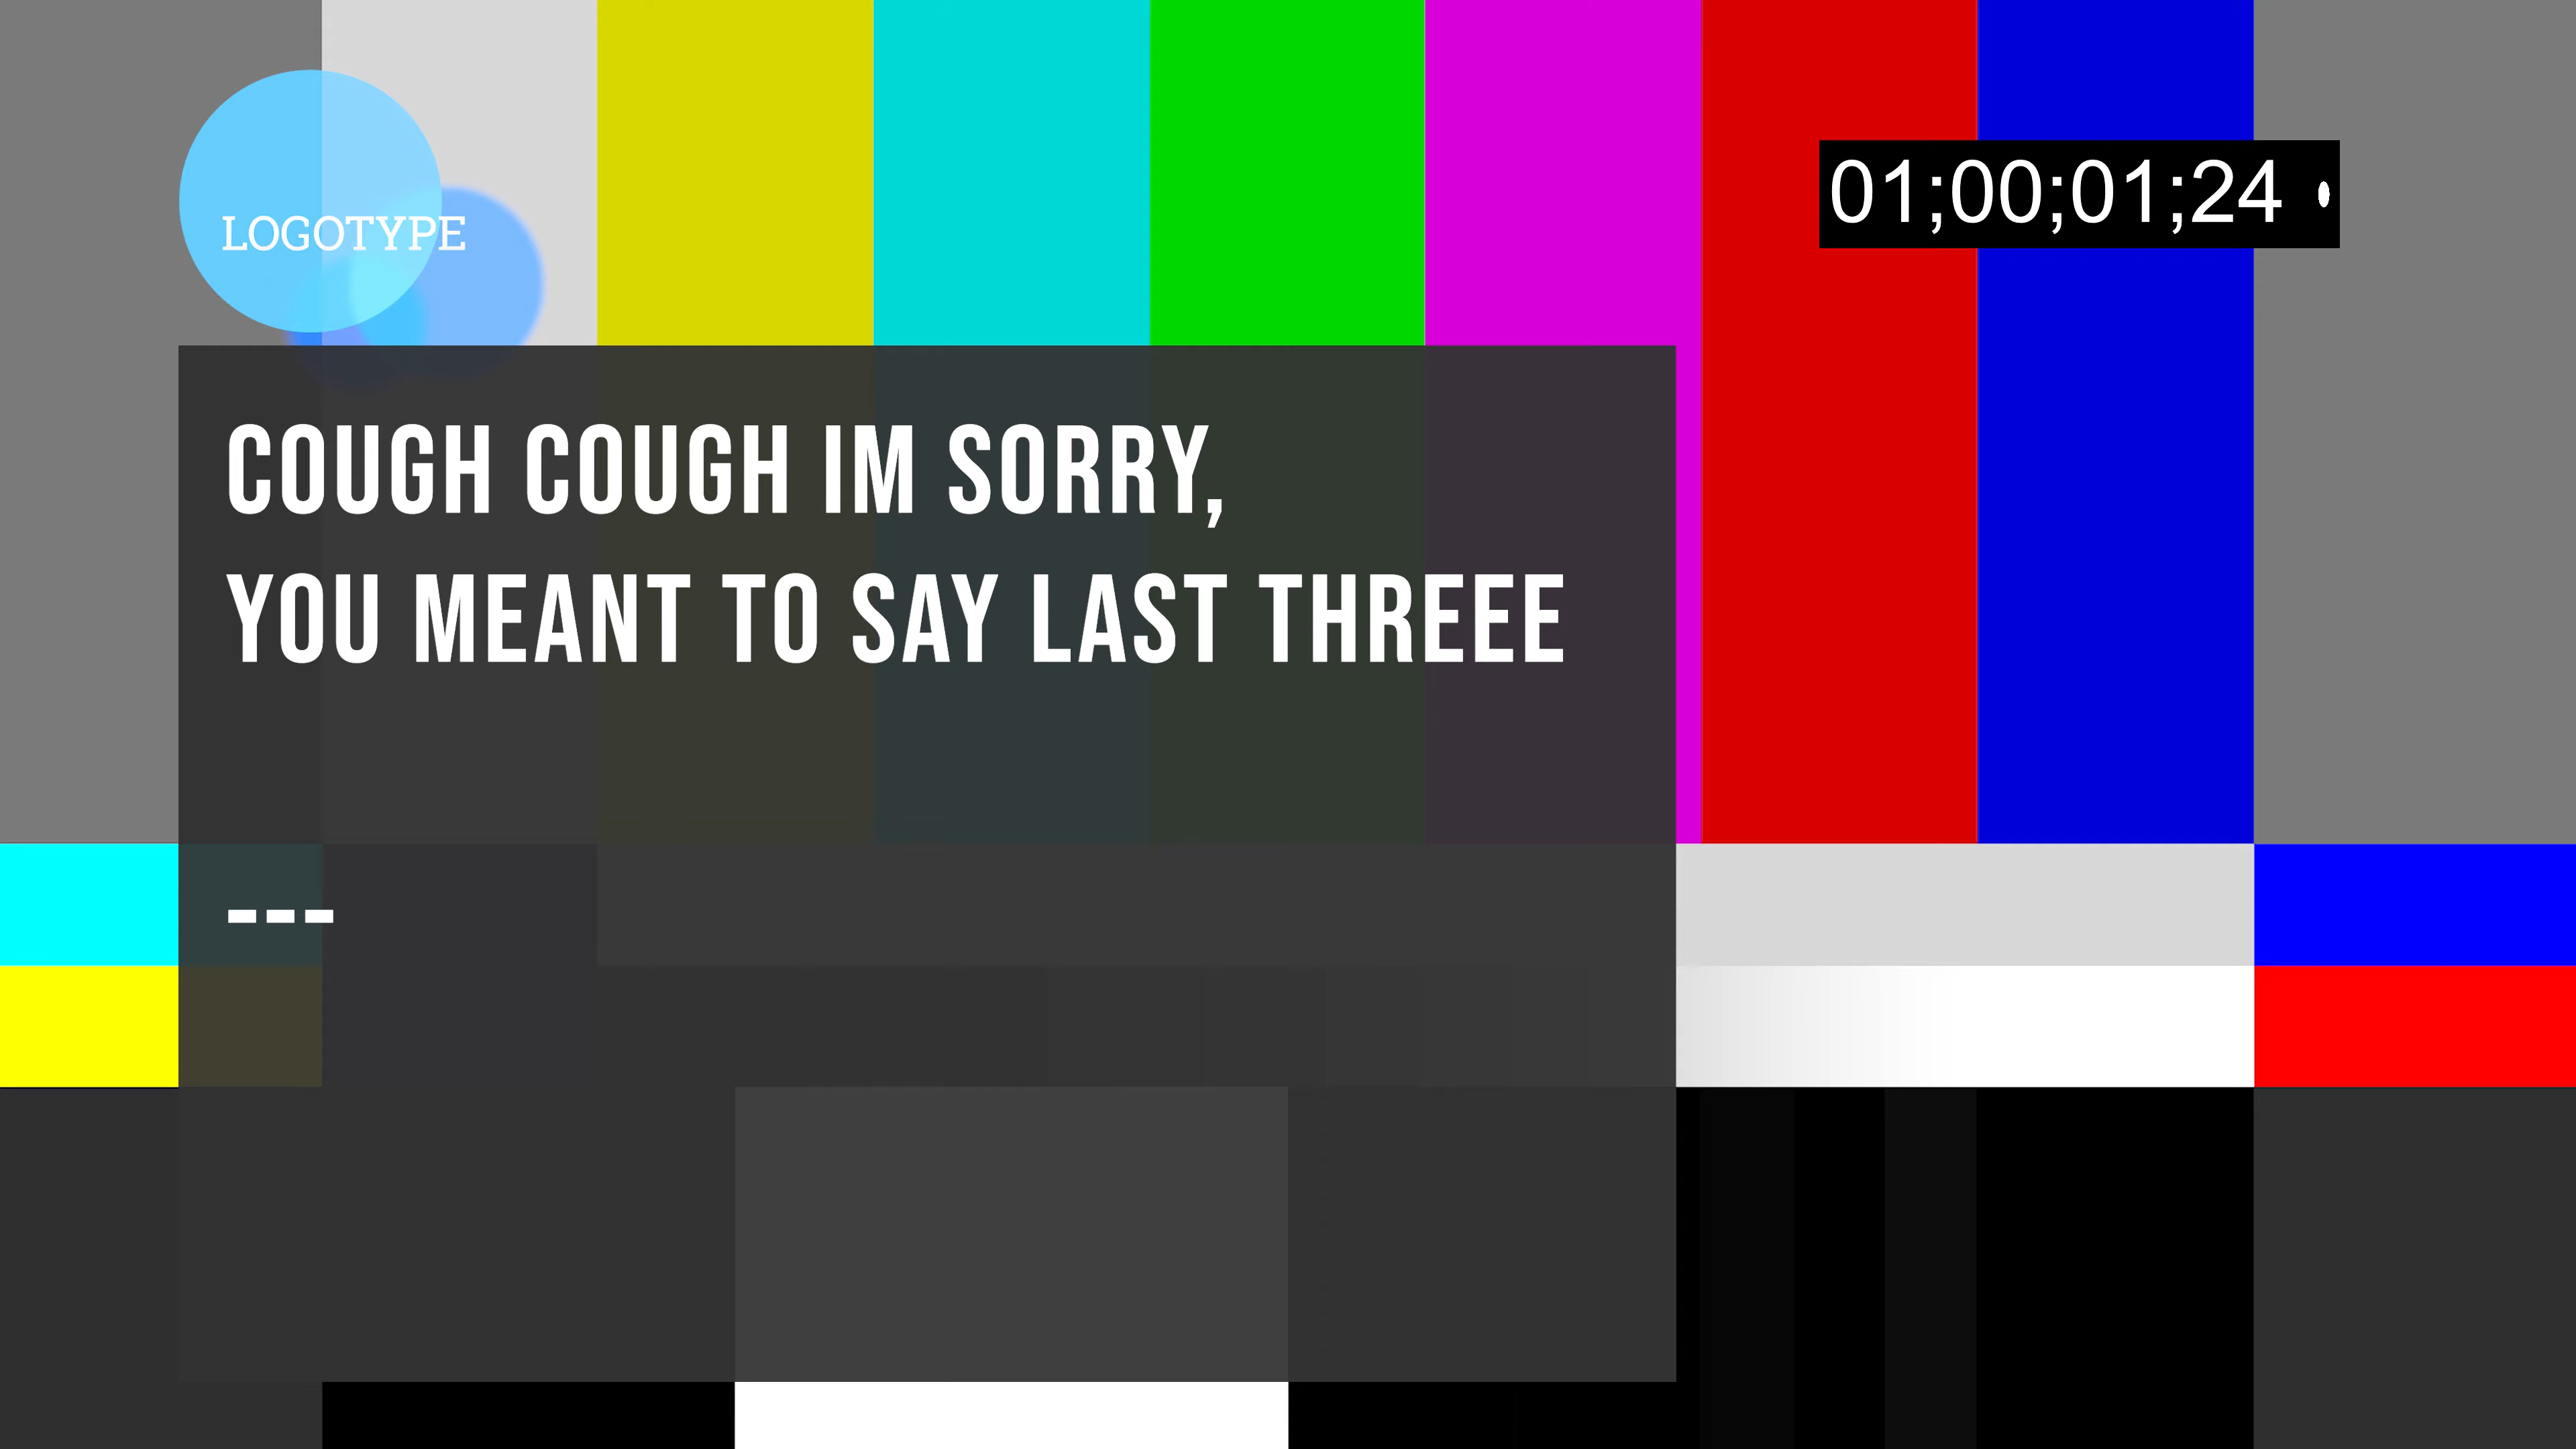 LOGOTYPE
01;00;01;24
COUGH COUGH IM SORRY,
YOU MEANT TO SAY LAST THREEE
---